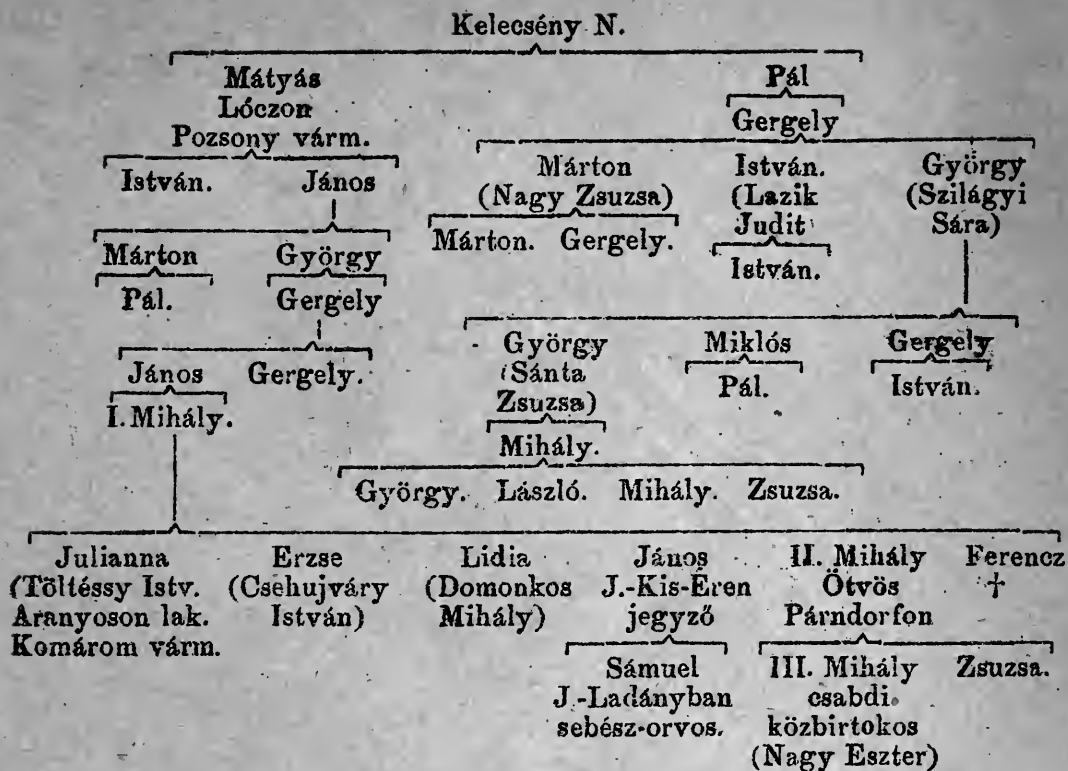 Kelecsény N.
Mátyás
Lóczon
Pozsony várm.
Pál
Gergely
István. János
Márton
(Nagy Zsuzsa)
István.
(Lazik
Judit
György
(Szilágyi
Sára)
Márton. Gergely.
István.
Márton György
Pál. Gergely
János Gergely.
I. Mihály.
György
(Sánta
Zsuzsa)
Miklós
Gergely
Pál.
István.
Mihály.
György. László. Mihály. Zsuzsa.
Julianna
(Töltéssy Istv.
Aranyoson lak.
Komárom várm.
Erzse
(Csehujváry
István)
Lidia
(Domonkos
Mihály)
János
J.-Kis-Éren
jegyző
II. Mihály
Ötvös
Párndorfon
Ferencz
†
Sámuel
J.-Ladányban
sebész-orvos.
III. Mihály
csabdi
közbirtokos
(Nagy Eszter)
Zsuzsa.